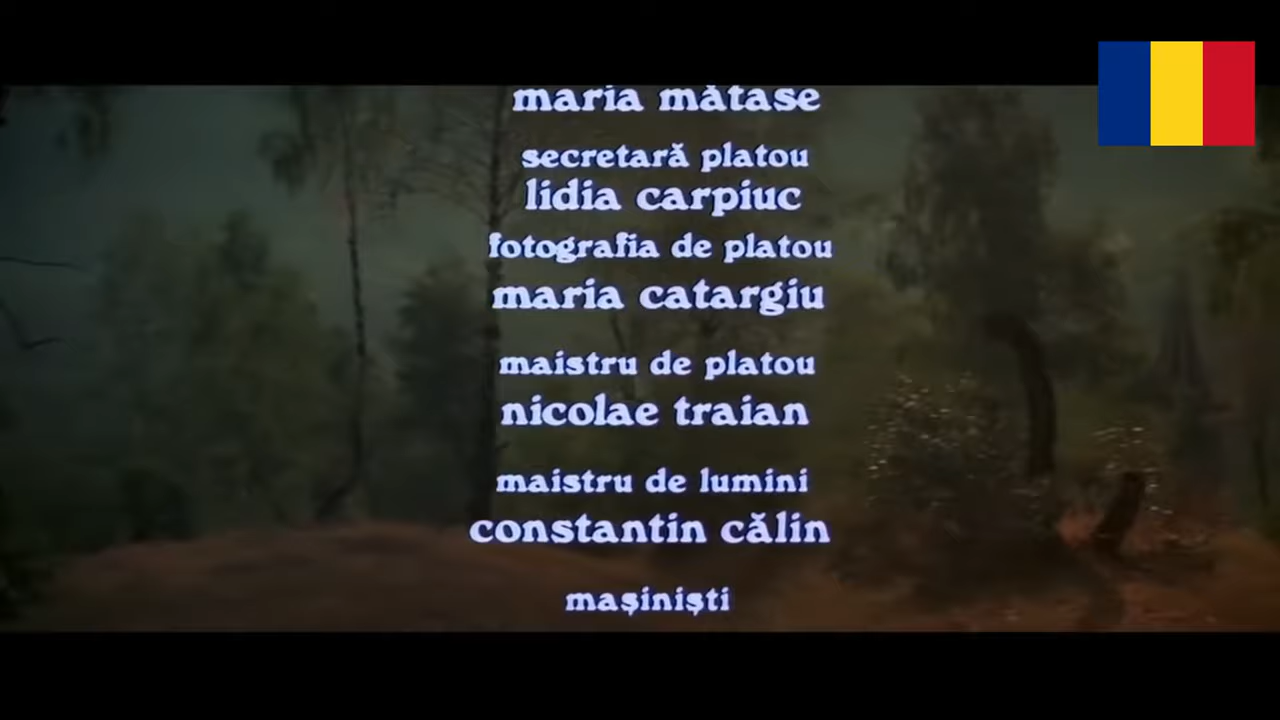 maria mătase
secretară platou
lidia carpiuc
fotografia de platou
maria catargiu
maistru de platou
nicolae traian
maistru de lumini
constantin călin
mașiniști